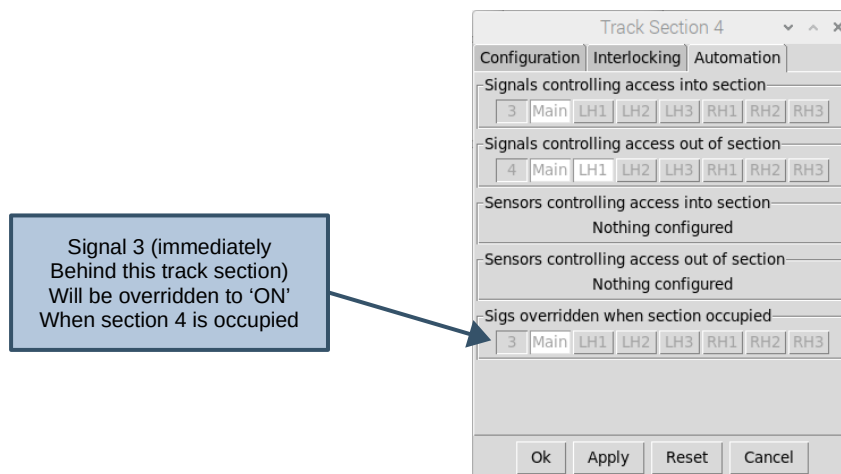 Track Section 4
Configuration Interlocking Automation
Signals controlling access into section
3 Main LH1 LH2 LH3 RH1 RH2 RH3
Signals controlling access out of section
4 Main LH1 LH2 LH3 RH1 RH2 RH3
Sensors controlling access into section
Nothing configured
Sensors controlling access out of section
Nothing configured
Sigs overridden when section occupied
3 Main LH1 LH2 LH3 RH1 RH2 RH3
Ok Apply Reset Cancel
Signal 3 (immediately
Behind this track section)
Will be overridden to ‘ON’
When section 4 is occupied